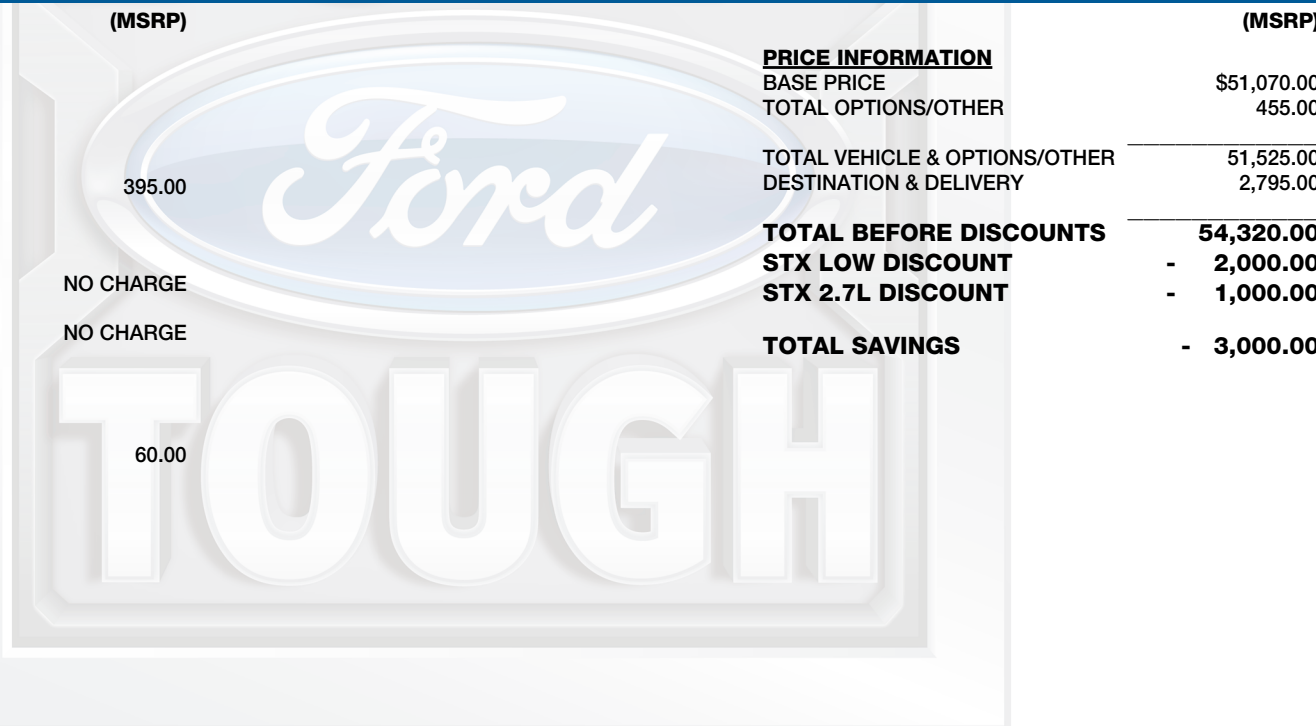 (MSRP)
395.00
NO CHARGE
NO CHARGE
60.00
Ford
TOUGH
(MSRP)
PRICE INFORMATION
BASE PRICE $51,070.00
TOTAL OPTIONS/OTHER 455.00
TOTAL VEHICLE & OPTIONS/OTHER 51,525.00
DESTINATION & DELIVERY 2,795.00
TOTAL BEFORE DISCOUNTS 54,320.00
STX LOW DISCOUNT - 2,000.00
STX 2.7L DISCOUNT - 1,000.00
TOTAL SAVINGS - 3,000.00